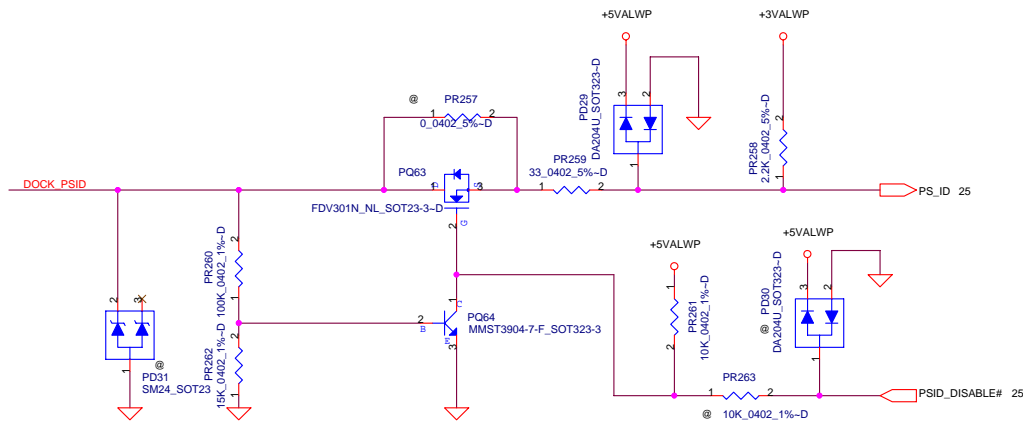 +5VALWP
+3VALWP
@
PR257
1
2
0_0402_5%~D
3
2
PD29
DA204U_SOT323~D
1
2
PR258
2.2K_0402_5%~D
1
DOCK_PSID
PQ63
1
D
S
3
G
2
FDV301N_NL_SOT23-3~D
PR259
1
2
33_0402_5%~D
PS_ID 25
2
PR260
100K_0402_1%~D
1
+5VALWP
+5VALWP
1
PR261
10K_0402_1%~D
2
3
2
@ PD30
DA204U_SOT323~D
1
2
3
@
PD31
SM24_SOT23
1
2
PR262
15K_0402_1%~D
1
2
B
1
C
E
3
PQ64
MMST3904-7-F_SOT323-3
PR263
1
2
@ 10K_0402_1%~D
PSID_DISABLE# 25